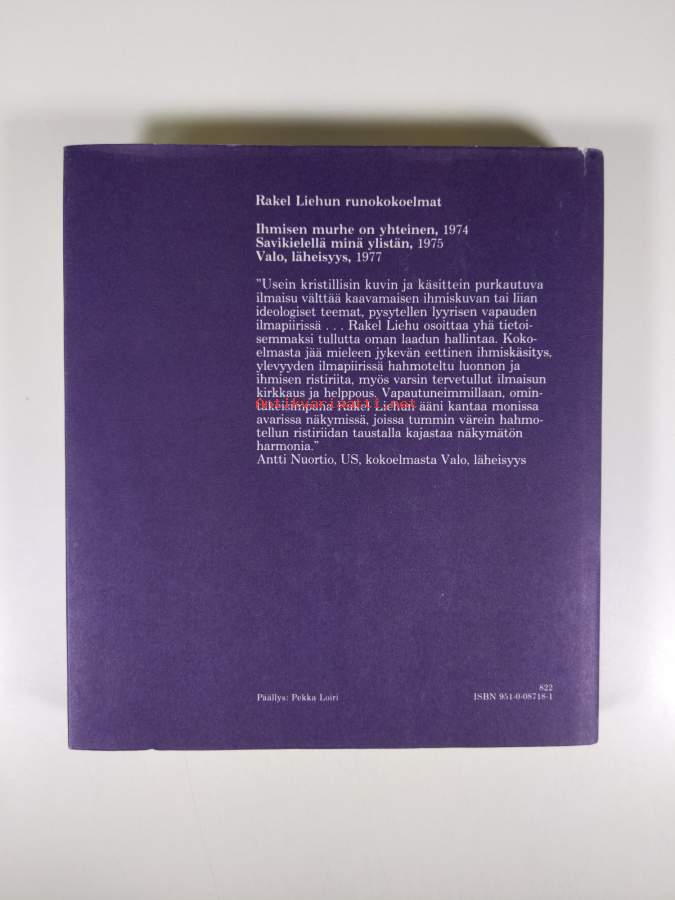 Rakel Liehun runokokoelmat
Ihmisen murhe on yhteinen, 1974
Savikielellä minä ylistän, 1975
Valo, läheisyys, 1977
"Usein kristillisin kuvin ja käsittein purkautuva
ilmaisu välttää kaavamaisen ihmiskuvan tai liian
ideologiset teemat, pysytellen lyyrisen vapauden
ilmapiirissä . . . Rakel Liehu osoittaa yhä tietoi-
semmaksi tullutta oman laadun hallintaa. Koko-
elmasta jää mieleen jykevän eettinen ihmiskäsitys,
ylevyyden ilmapiirissä hahmoteltu luonnon ja
ihmisen ristiriita, myös varsin tervetullut ilmaisun
kirkkaus ja helppous. Vapautuneimmillaan, omin-
takeisimpana Rakel Liehun ääni kantaa monissa
Antikvariaatit.net
avarissa näkymissä, joissa tummin värein hahmo-
tellun ristiriidan taustalla kajastaa näkymätön
harmonia."
Antti Nuortio, US, kokoelmasta Valo, läheisyys
822
Päällys: Pekka Loiri
ISBN 951-0-08718-1